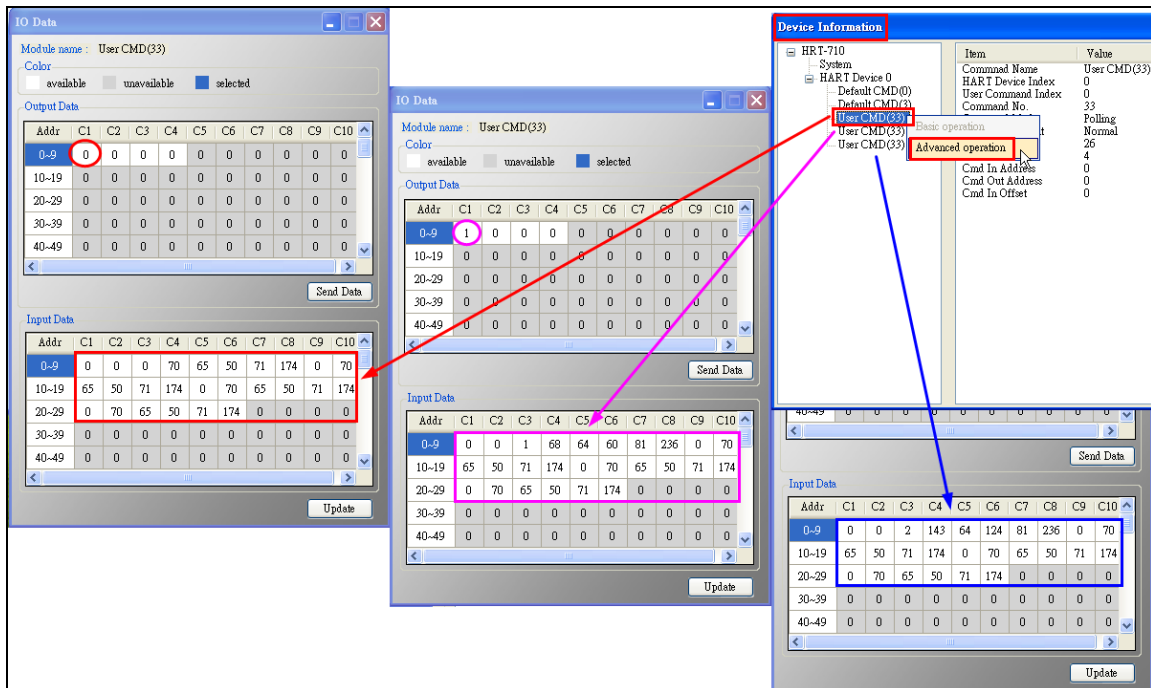 IO Data
Module name : User CMD(33)
Color
available unavailable selected
Output Data
Addr C1 C2 C3 C4 C5 C6 C7 C8 C9 C10
0~9 0 0 0 0 0 0 0 0 0 0
10~19 0 0 0 0 0 0 0 0 0 0
20~29 0 0 0 0 0 0 0 0 0 0
30~39 0 0 0 0 0 0 0 0 0 0
40~49 0 0 0 0 0 0 0 0 0 0
Send Data
Input Data
Addr C1 C2 C3 C4 C5 C6 C7 C8 C9 C10
0~9 0 0 0 70 65 50 71 174 0 70
10~19 65 50 71 174 0 70 65 50 71 174
20~29 0 70 65 50 71 174 0 0 0 0
30~39 0 0 0 0 0 0 0 0 0 0
40~49 0 0 0 0 0 0 0 0 0 0
Update
IO Data
Module name : User CMD(33)
Color
available unavailable selected
Output Data
Addr C1 C2 C3 C4 C5 C6 C7 C8 C9 C10
0~9 1 0 0 0 0 0 0 0 0 0
10~19 0 0 0 0 0 0 0 0 0 0
20~29 0 0 0 0 0 0 0 0 0 0
30~39 0 0 0 0 0 0 0 0 0 0
40~49 0 0 0 0 0 0 0 0 0 0
Send Data
Input Data
Addr C1 C2 C3 C4 C5 C6 C7 C8 C9 C10
0~9 0 0 1 68 64 60 81 236 0 70
10~19 65 50 71 174 0 70 65 50 71 174
20~29 0 70 65 50 71 174 0 0 0 0
30~39 0 0 0 0 0 0 0 0 0 0
40~49 0 0 0 0 0 0 0 0 0 0
Update
Device Information
HRT-710
System
HART Device 0
Default CMD(0)
Default CMD(3)
User CMD(33)
User CMD(33)
User CMD(33)
Basic operation
Advanced operation
Item Value
Commnad Name User CMD(33)
HART Device Index 0
User Command Index 0
Command No. 33
Polling
Normal
26
4
Cmd In Address 0
Cmd Out Address 0
Cmd In Offset 0
40~49 0 0 0 0 0 0 0 0 0 0
Send Data
Input Data
Addr C1 C2 C3 C4 C5 C6 C7 C8 C9 C10
0~9 0 0 2 143 64 124 81 236 0 70
10~19 65 50 71 174 0 70 65 50 71 174
20~29 0 70 65 50 71 174 0 0 0 0
30~39 0 0 0 0 0 0 0 0 0 0
40~49 0 0 0 0 0 0 0 0 0 0
Update